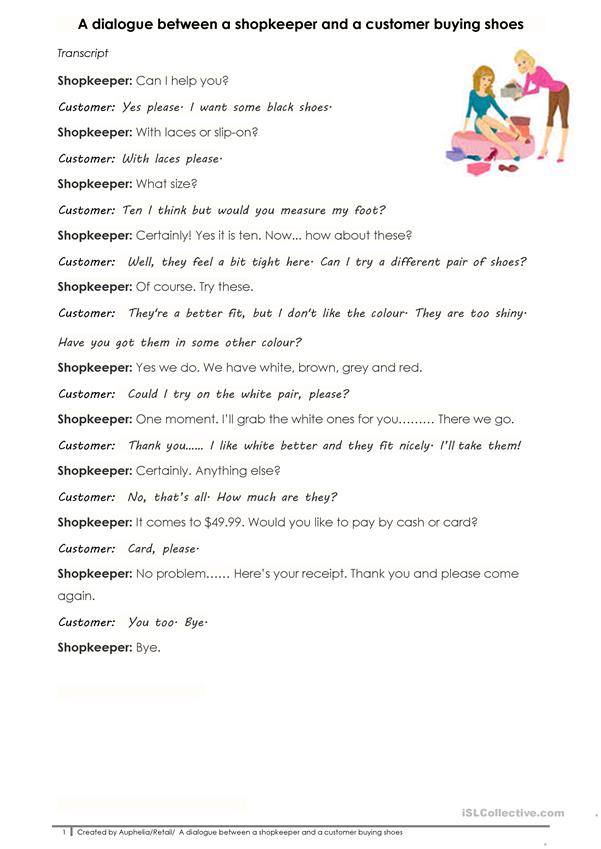 A dialogue between a shopkeeper and a customer buying shoes
Transcript
Shopkeeper: Can I help you?
Customer: Yes please. I want some black shoes.
Shopkeeper: With laces or slip-on?
Customer: With laces please.
Shopkeeper: What size?
Customer: Ten I think but would you measure my foot?
Shopkeeper: Certainly! Yes it is ten. Now... how about these?
Customer: Well, they feel a bit tight here. Can I try a different pair of shoes?
Shopkeeper: Of course. Try these.
Customer: They're a better fit, but I don't like the colour. They are too shiny.
Have you got them in some other colour?
Shopkeeper: Yes we do. We have white, brown, grey and red.
Customer: Could I try on the white pair, please?
Shopkeeper: One moment. I'll grab the white ones for you……… There we go.
Customer: Thank you…… I like white better and they fit nicely. I'll take them!
Shopkeeper: Certainly. Anything else?
Customer: No, that's all. How much are they?
Shopkeeper: It comes to $49.99. Would you like to pay by cash or card?
Customer: Card, please.
Shopkeeper: No problem…… Here's your receipt. Thank you and please come
again.
Customer: You too. Bye.
Shopkeeper: Bye.
iSLCollective.com
1 | Created by Auphelia/Retail/ A dialogue between a shopkeeper and a customer buying shoes